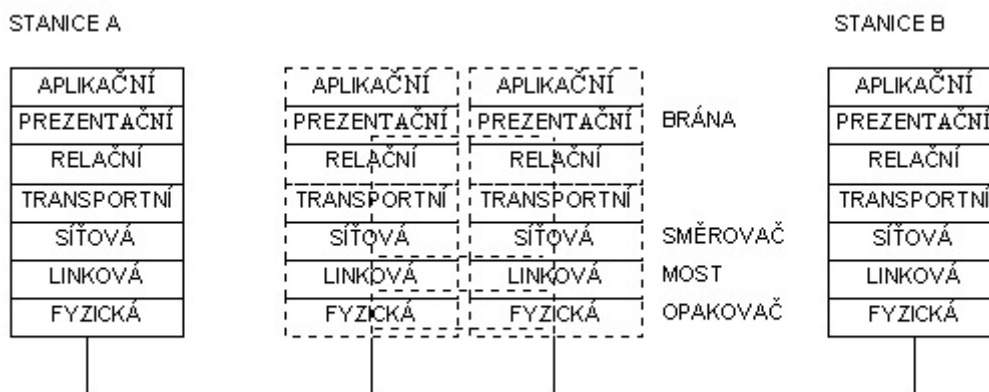 STANICE A
STANICE B
APLIKAČNÍ
PREZENTAČNÍ
RELAČNÍ
TRANSPORTNÍ
SÍŤOVÁ
LINKOVÁ
FYZICKÁ
APLIKAČNÍ
PREZENTAČNÍ
RELAČNÍ
TRANSPORTNÍ
SÍŤOVÁ
LINKOVÁ
FYZICKÁ
APLIKAČNÍ
PREZENTAČNÍ
RELAČNÍ
TRANSPORTNÍ
SÍŤOVÁ
LINKOVÁ
FYZICKÁ
BRÁNA
SMĚROVAČ
MOST
OPAKOVAČ
APLIKAČNÍ
PREZENTAČNÍ
RELAČNÍ
TRANSPORTNÍ
SÍŤOVÁ
LINKOVÁ
FYZICKÁ